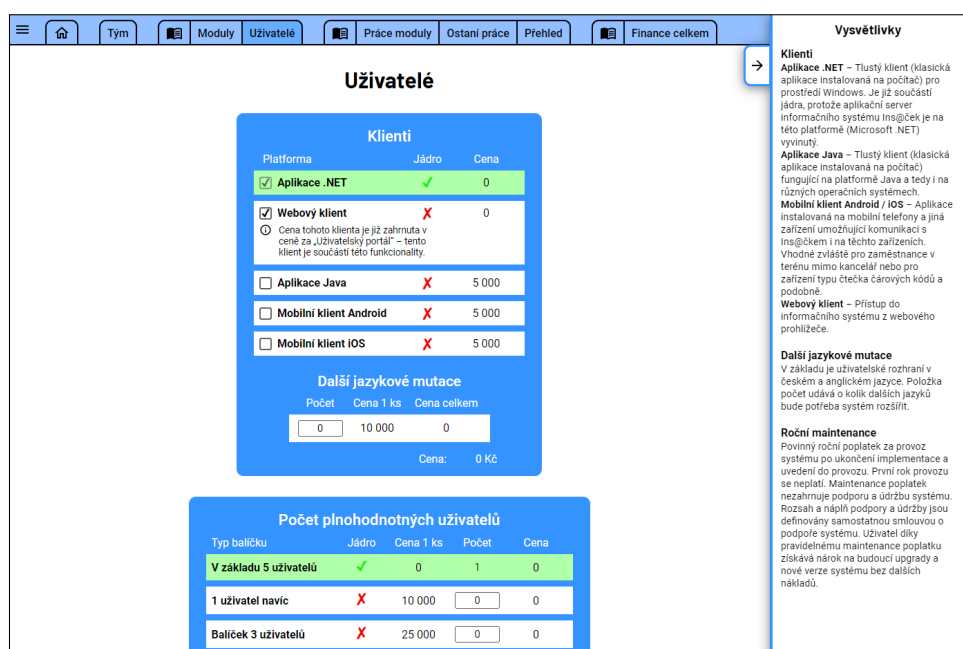 Tým
Moduly
Uživatelé
Práce moduly
Ostaní práce
Přehled
Finance celkem
Uživatelé
Klienti
Platforma Jádro Cena
Aplikace .NET 0
Webový klient 0
Cena tohoto klienta je již zahrnuta v
ceně za „Uživatelský portál" – tento
klient je součástí této funkcionality.
Aplikace Java 5 000
Mobilní klient Android 5 000
Mobilní klient iOS 5 000
Další jazykové mutace
Počet Cena 1 ks Cena celkem
0 10 000 0
Cena: 0 Kč
Počet plnohodnotných uživatelů
Typ balíčku Jádro Cena 1 ks Počet Cena
V základu 5 uživatelů 0 1 0
1 uživatel navíc 10 000 0 0
Balíček 3 uživatelů 25 000 0 0
Vysvětlivky
Klienti
Aplikace .NET – Tlustý klient (klasická
aplikace instalovaná na počítač) pro
prostředí Windows. Je již součástí
jádra, protože aplikační server
informačního systému Ins@ček je na
této platformě (Microsoft .NET)
vyvinutý.
Aplikace Java – Tlustý klient (klasická
aplikace instalovaná na počítač)
fungující na platformě Java a tedy i na
různých operačních systémech.
Mobilní klient Android / iOS – Aplikace
instalovaná na mobilní telefony a jiná
zařízení umožňující komunikaci s
Ins@čkem i na těchto zařízeních.
Vhodné zvláště pro zaměstnance v
terénu mimo kancelář nebo pro
zařízení typu čtečka čárových kódů a
podobně.
Webový klient – Přístup do
informačního systému z webového
prohlížeče.
Další jazykové mutace
V základu je uživatelské rozhraní v
českém a anglickém jazyce. Položka
počet udává o kolik dalších jazyků
bude potřeba systém rozšířit.
Roční maintenance
Povinný roční poplatek za provoz
systému po ukončení implementace a
uvedení do provozu. První rok provozu
se neplatí. Maintenance poplatek
nezahrnuje podporu a údržbu systému.
Rozsah a náplň podpory a údržby jsou
definovány samostatnou smlouvou o
podpoře systému. Uživatel díky
pravidelnému maintenance poplatku
získává nárok na budoucí upgrady a
nové verze systému bez dalších
nákladů.